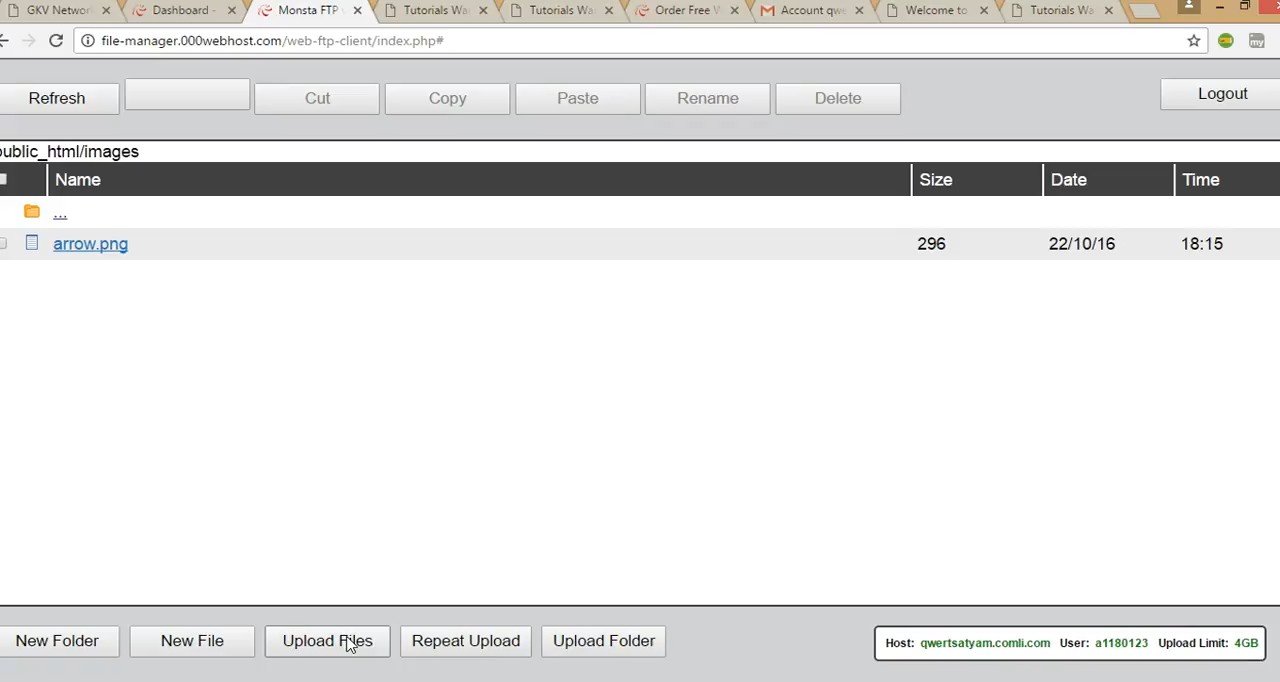 GKV Networ
Dashboard -
Monsta FTP
Tutorials Wa
Tutorials Wa
Order Free W
Account qwe
Welcome to
Tutorials Wa
file-manager.000webhost.com/web-ftp-client/index.php#
Refresh
Cut
Copy
Paste
Rename
Delete
Logout
public_html/images
Name
Size
Date
Time
...
arrow.png
296
22/10/16
18:15
New Folder
New File
Upload Files
Repeat Upload
Upload Folder
Host: qwertsatyam.comli.com User: a1180123 Upload Limit: 4GB